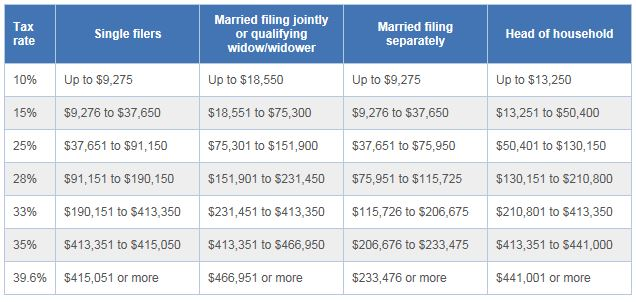 Tax rate Single filers Married filing jointly or qualifying widow/widower Married filing separately Head of household
10% Up to $9,275 Up to $18,550 Up to $9,275 Up to $13,250
15% $9,276 to $37,650 $18,551 to $75,300 $9,276 to $37,650 $13,251 to $50,400
25% $37,651 to $91,150 $75,301 to $151,900 $37,651 to $75,950 $50,401 to $130,150
28% $91,151 to $190,150 $151,901 to $231,450 $75,951 to $115,725 $130,151 to $210,800
33% $190,151 to $413,350 $231,451 to $413,350 $115,726 to $206,675 $210,801 to $413,350
35% $413,351 to $415,050 $413,351 to $466,950 $206,676 to $233,475 $413,351 to $441,000
39.6% $415,051 or more $466,951 or more $233,476 or more $441,001 or more